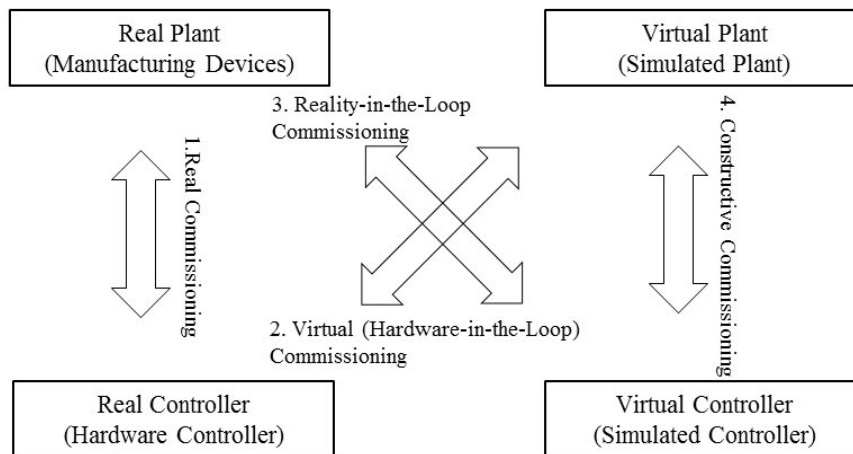 Real Plant
(Manufacturing Devices)
Virtual Plant
(Simulated Plant)
3. Reality-in-the-Loop
Commissioning
1.Real Commissioning
4. Constructive Commissioning
2. Virtual (Hardware-in-the-Loop)
Commissioning
Real Controller
(Hardware Controller)
Virtual Controller
(Simulated Controller)